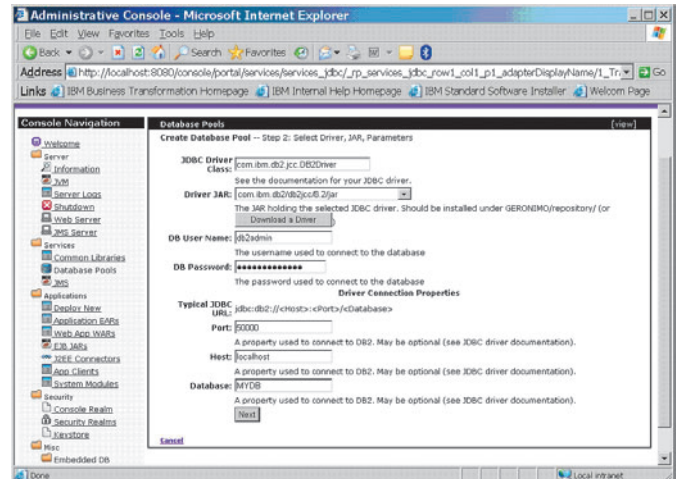 Administrative Console - Microsoft Internet Explorer
File Edit View Favorites Tools Help
Back Search Favorites
Address http://localhost:8080/console/portal/services/services_jdbc/_rp_services_jdbc_row1_col1_p1_adapterDisplayName/1_Tr Go
Links IBM Business Transformation Homepage IBM Internal Help Homepage IBM Standard Software Installer Welcom Page
Console Navigation
Welcome
Server
Information
JVM
Server Logs
Shutdown
Web Server
JMS Server
Services
Common Libraries
Database Pools
JMS
Applications
Deploy New
Application EARs
Web App WARs
EJB JARs
J2EE Connectors
App Clients
System Modules
Security
Console Realm
Security Realms
Keystore
Misc
Embedded DB
Database Pools [view]
Create Database Pool -- Step 2: Select Driver, JAR, Parameters
JDBC Driver Class: com.ibm.db2.jcc.DB2Driver
See the documentation for your JDBC driver.
Driver JAR: com.ibm.db2/db2jcc/8.2/jar
The JAR holding the selected JDBC driver. Should be installed under GERONIMO/repository/ (or
Download a Driver )
DB User Name: db2admin
The username used to connect to the database
DB Password: •••••••••••••
The password used to connect to the database
Driver Connection Properties
Typical JDBC URL: jdbc:db2://<Host>:<Port>/<Database>
Port: 50000
A property used to connect to DB2. May be optional (see JDBC driver documentation).
Host: localhost
A property used to connect to DB2. May be optional (see JDBC driver documentation).
Database: MYDB
A property used to connect to DB2. May be optional (see JDBC driver documentation).
Next
Cancel
Done Local intranet